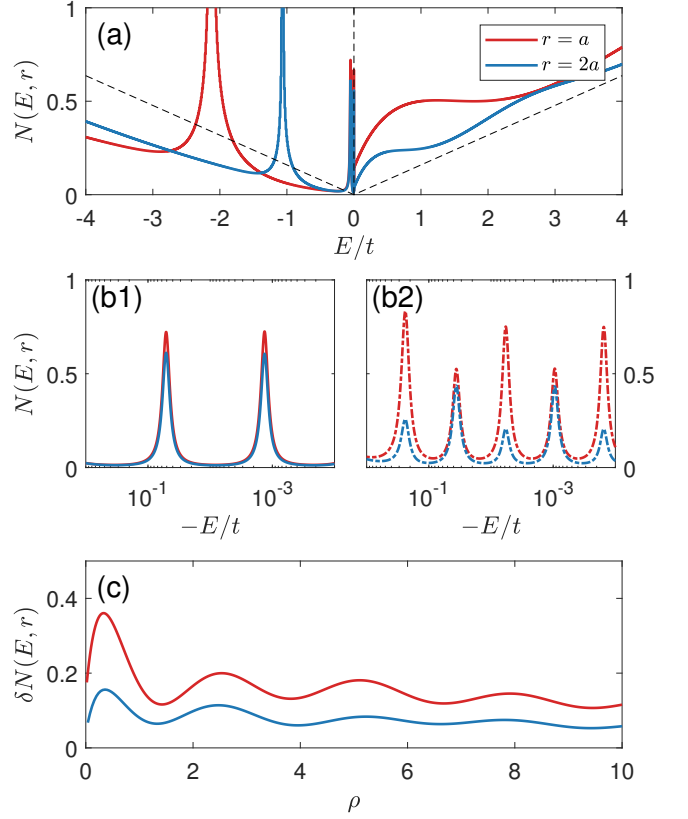 (a)
N(E, r)
1
0.5
0
r = a
r = 2a
-4 -3 -2 -1 0 1 2 3 4
E/t
(b1)
(b2)
N(E, r)
1
0.5
0
1
0.5
0
10⁻¹ 10⁻³
10⁻¹ 10⁻³
−E/t
−E/t
(c)
δN(E, r)
0.4
0.2
0
0 2 4 6 8 10
ρ